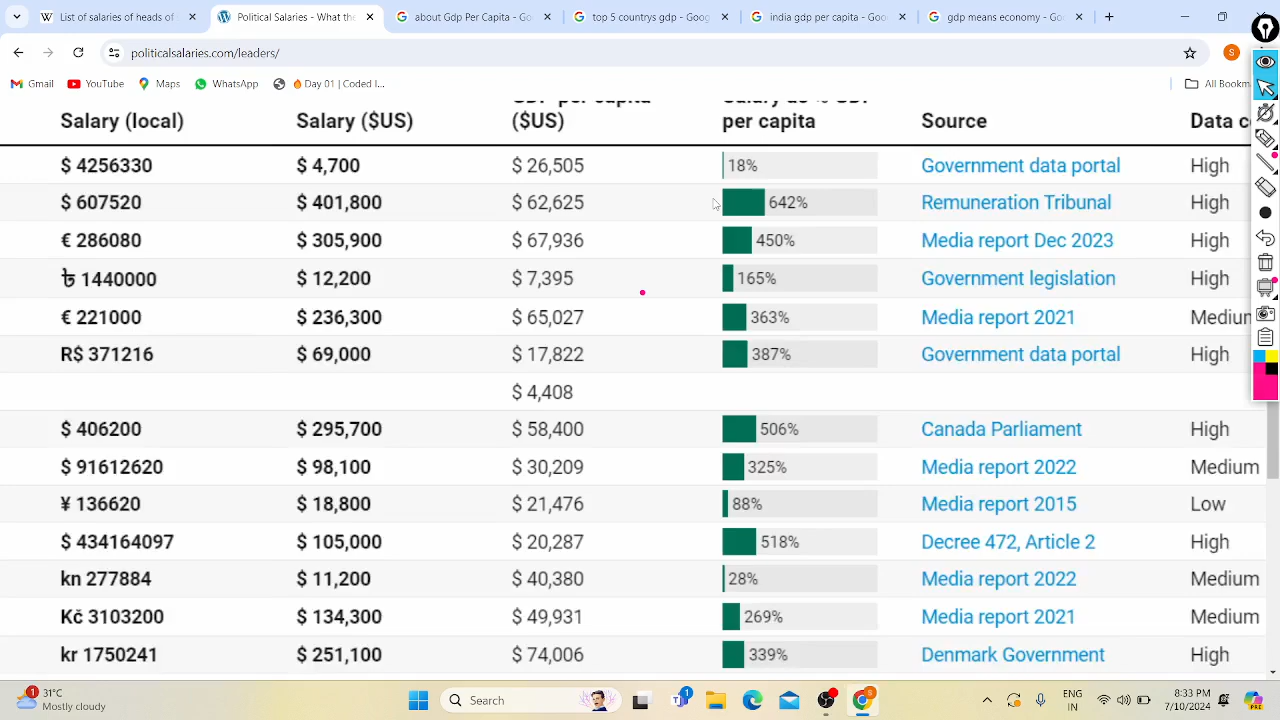 List of heads of
Political Salaries - What the
about Gdp Per Capita - Go
top 5 countrys gdp - Goo
india gdp per capita - Goo
gdp means economy - G
politicalsalaries.com/leaders/
S
Gmail YouTube Maps WhatsApp 🔥Day 01 | Coded I... All Bookm
GDP per capita Salary as % GDP
Salary (local) Salary ($US) ($US) per capita Source Data c
$ 4256330 $ 4,700 $ 26,505 18% Government data portal High
$ 607520 $ 401,800 $ 62,625 642% Remuneration Tribunal High
€ 286080 $ 305,900 $ 67,936 450% Media report Dec 2023 High
৳ 1440000 $ 12,200 $ 7,395 165% Government legislation High
€ 221000 $ 236,300 $ 65,027 363% Media report 2021 Medium
R$ 371216 $ 69,000 $ 17,822 387% Government data portal High
$ 4,408
$ 406200 $ 295,700 $ 58,400 506% Canada Parliament High
$ 91612620 $ 98,100 $ 30,209 325% Media report 2022 Medium
¥ 136620 $ 18,800 $ 21,476 88% Media report 2015 Low
$ 434164097 $ 105,000 $ 20,287 518% Decree 472, Article 2 High
kn 277884 $ 11,200 $ 40,380 28% Media report 2022 Medium
Kč 3103200 $ 134,300 $ 49,931 269% Media report 2021 Medium
kr 1750241 $ 251,100 $ 74,006 339% Denmark Government High
31°C
Mostly cloudy
Search
ENG
IN
8:33 PM
7/10/2024